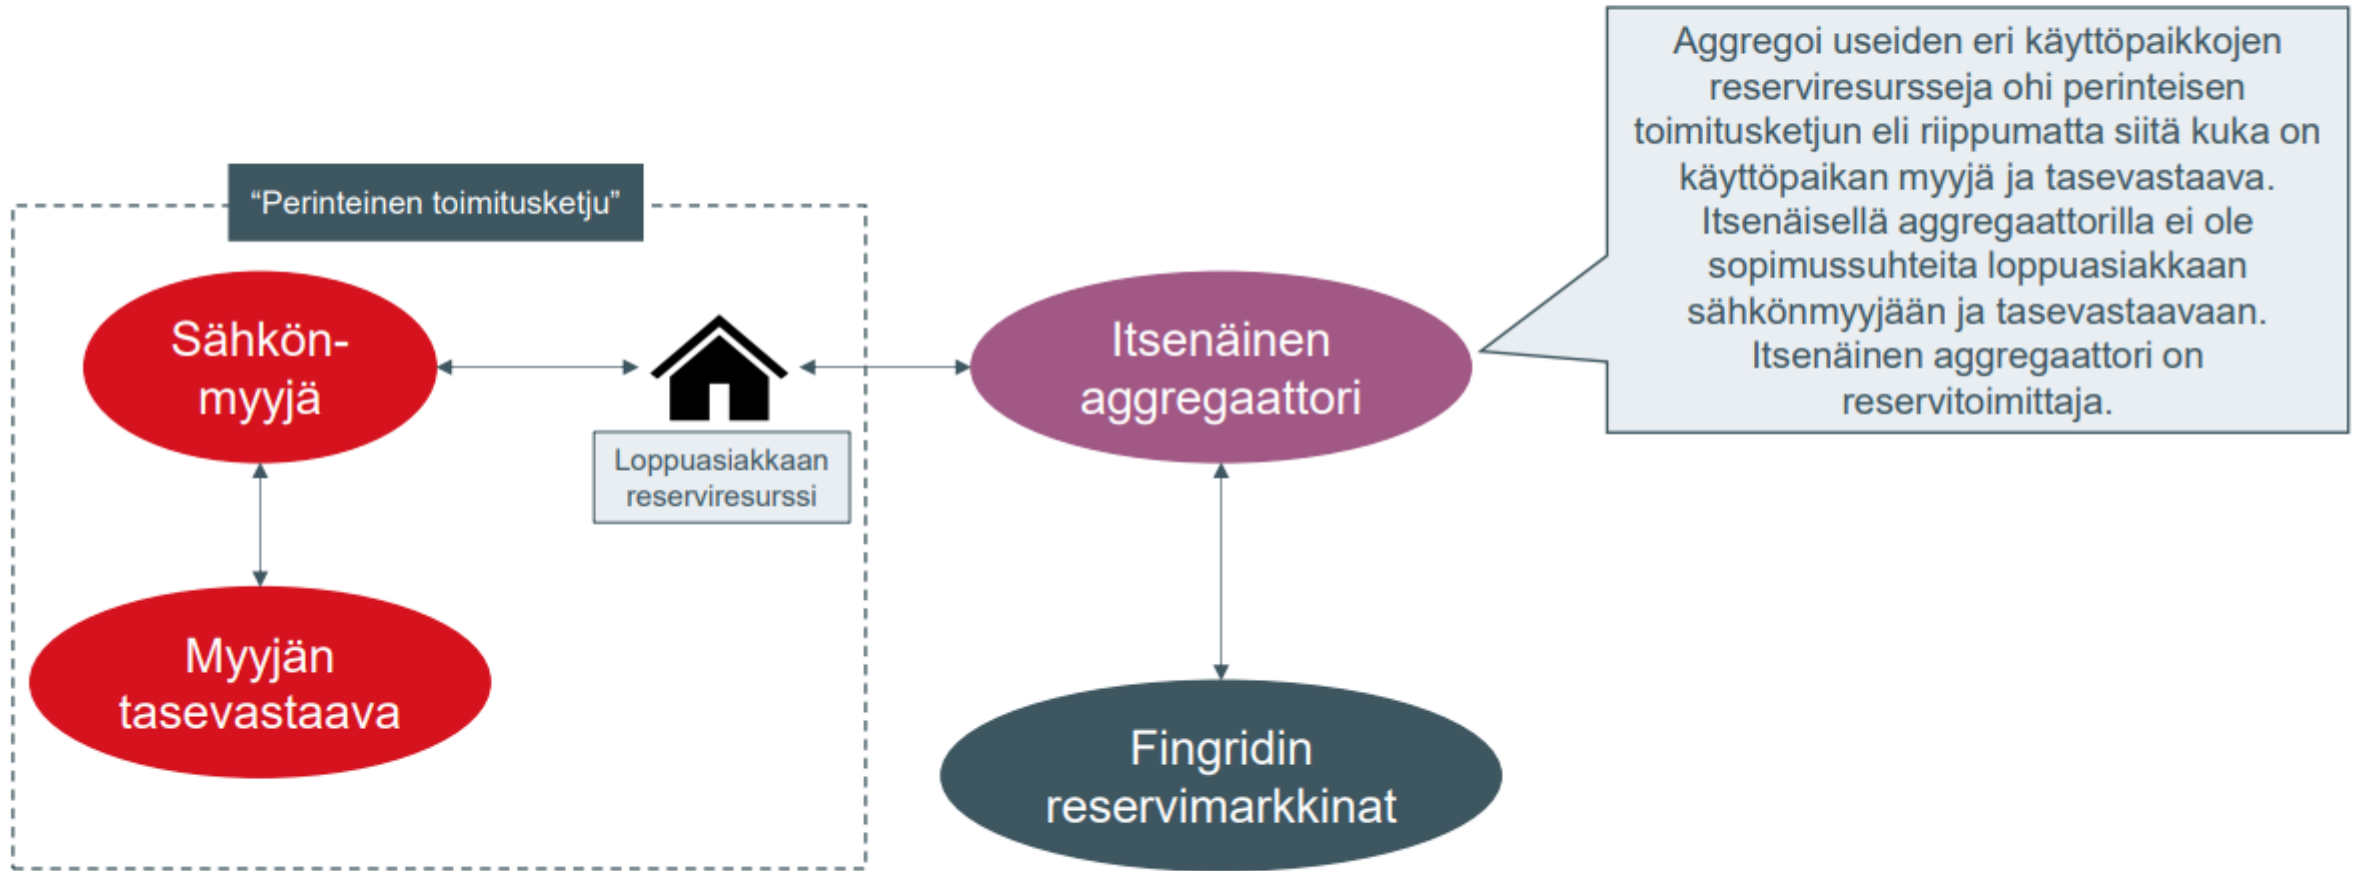 Aggregoi useiden eri käyttöpaikkojen
reserviresursseja ohi perinteisen
toimitusketjun eli riippumatta siitä kuka on
käyttöpaikan myyjä ja tasevastaava.
Itsenäisellä aggregaattorilla ei ole
sopimussuhteita loppuasiakkaan
sähkönmyyjään ja tasevastaavaan.
Itsenäinen aggregaattori on
reservitoimittaja.
“Perinteinen toimitusketju”
Sähkön-
myyjä
Loppuasiakkaan
reserviresurssi
Itsenäinen
aggregaattori
Myyjän
tasevastaava
Fingridin
reservimarkkinat